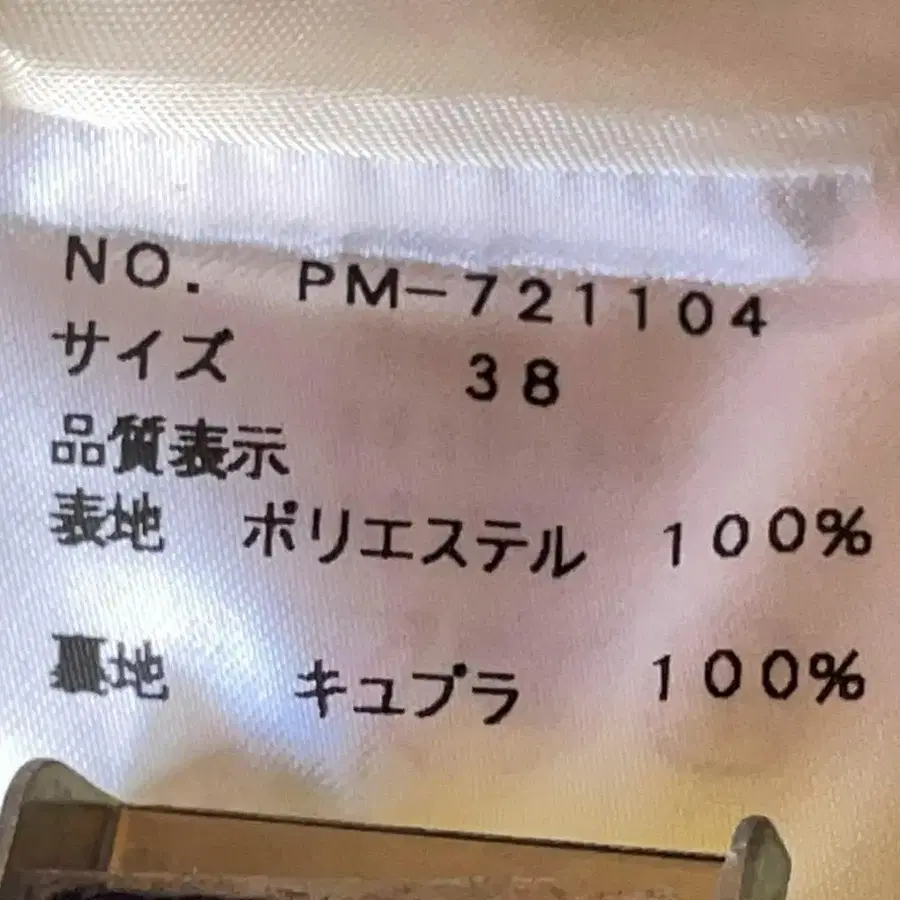 NO. PM-721104
サイズ 38
品質表示
表地 ポリエステル 100%
裏地 キュプラ 100%